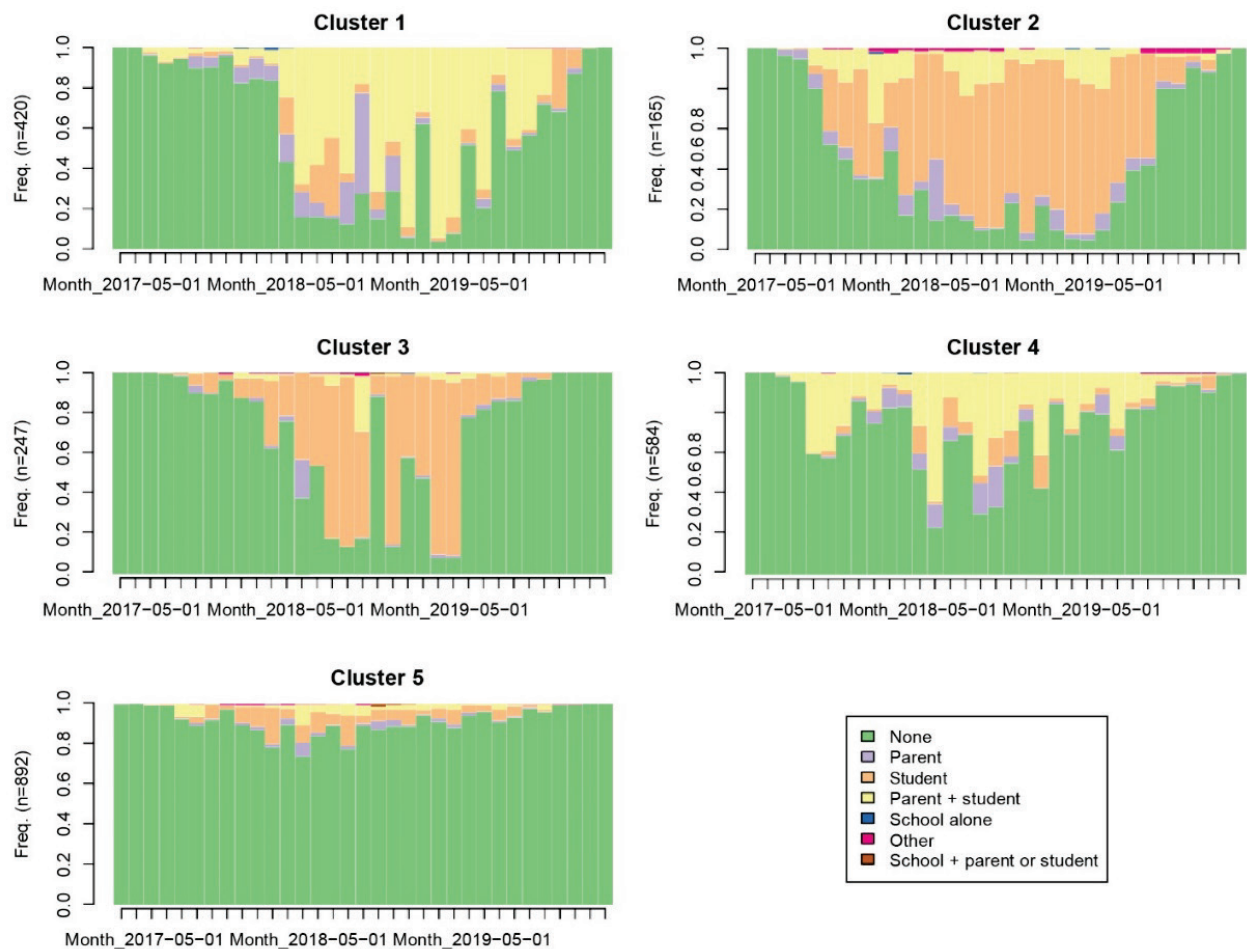 Cluster 1
Freq. (n=420)
0.0 0.2 0.4 0.6 0.8 1.0
Month_2017-05-01 Month_2018-05-01 Month_2019-05-01
Cluster 2
Freq. (n=165)
0.0 0.2 0.4 0.6 0.8 1.0
Month_2017-05-01 Month_2018-05-01 Month_2019-05-01
Cluster 3
Freq. (n=247)
0.0 0.2 0.4 0.6 0.8 1.0
Month_2017-05-01 Month_2018-05-01 Month_2019-05-01
Cluster 4
Freq. (n=584)
0.0 0.2 0.4 0.6 0.8 1.0
Month_2017-05-01 Month_2018-05-01 Month_2019-05-01
Cluster 5
Freq. (n=892)
0.0 0.2 0.4 0.6 0.8 1.0
Month_2017-05-01 Month_2018-05-01 Month_2019-05-01
None
Parent
Student
Parent + student
School alone
Other
School + parent or student